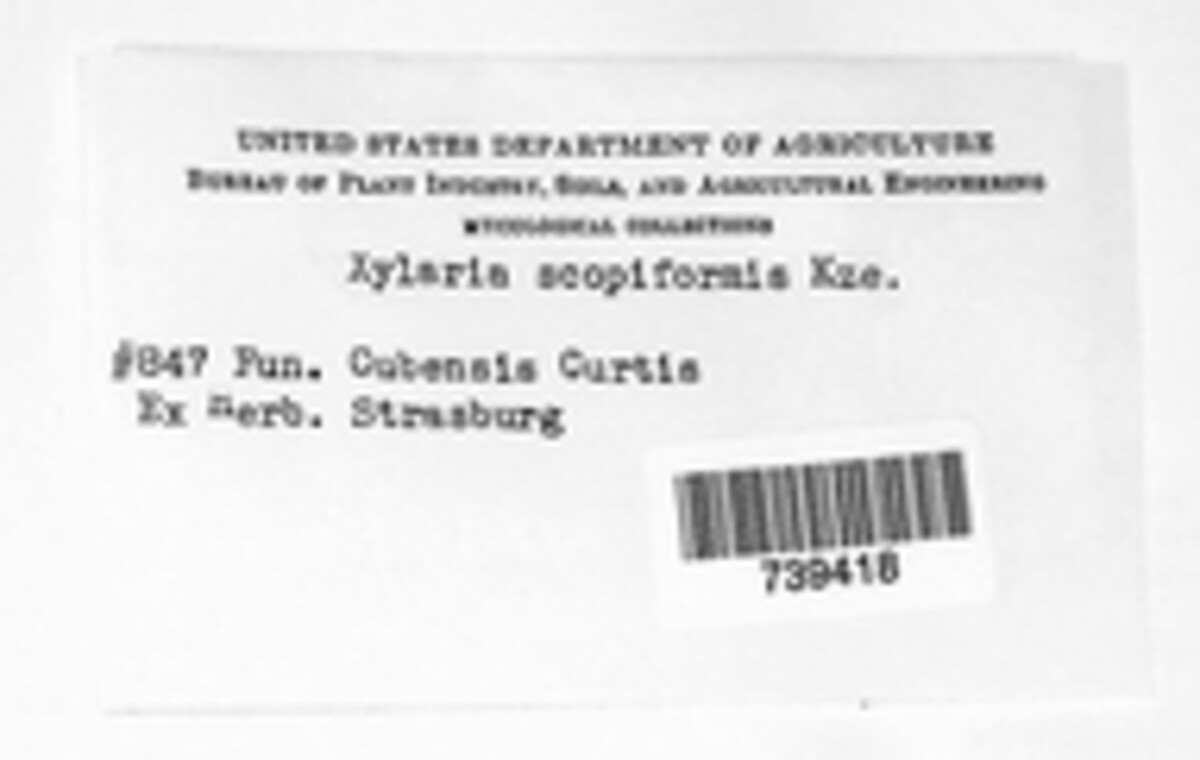 UNITED STATES DEPARTMENT OF AGRICULTURE
BUREAU OF PLANT INDUSTRY, SOILS, AND AGRICULTURAL ENGINEERING
MYCOLOGICAL COLLECTIONS
Xylaria scopiformis Kze.
#847 Fun. Cubensis Curtis
Ex Herb. Strasburg
739418